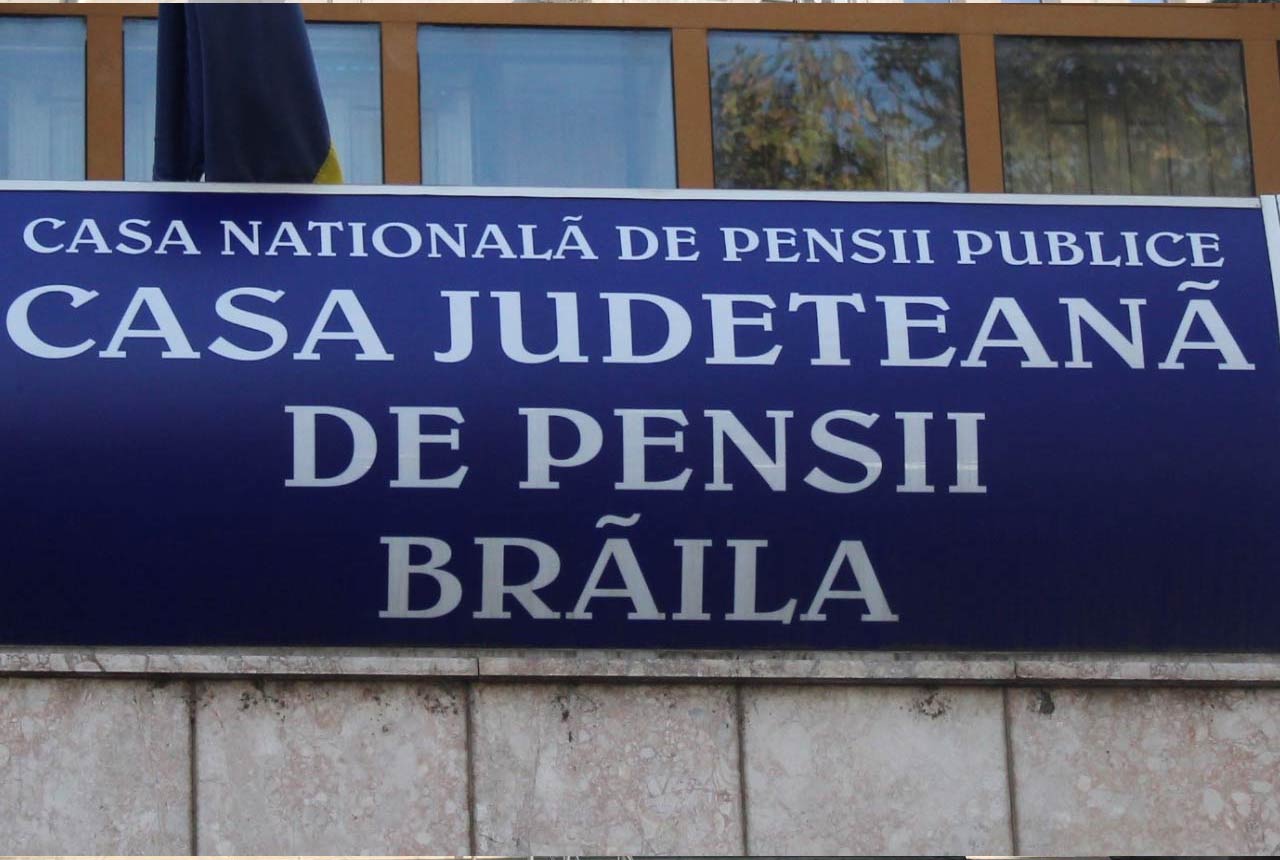 CASA NATIONALÃ DE PENSII PUBLICE
CASA JUDETEANÃ
DE PENSII
BRÃILA